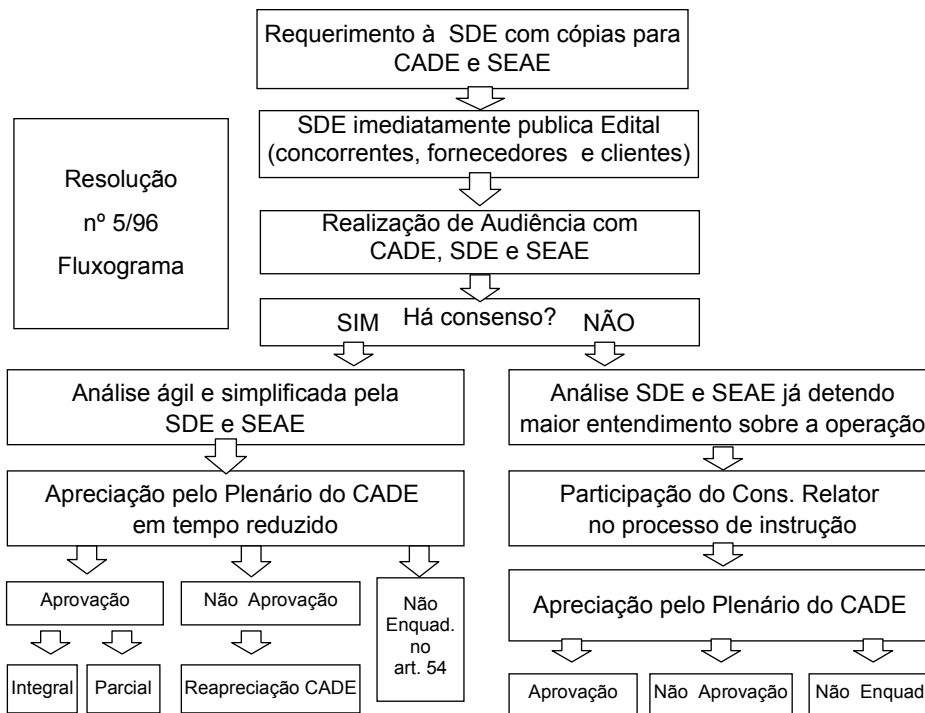 Requerimento à SDE com cópias para
CADE e SEAE
SDE imediatamente publica Edital
(concorrentes, fornecedores e clientes)
Resolução
nº 5/96
Fluxograma
Realização de Audiência com
CADE, SDE e SEAE
SIM Há consenso? NÃO
Análise ágil e simplificada pela
SDE e SEAE
Análise SDE e SEAE já detendo
maior entendimento sobre a operação
Apreciação pelo Plenário do CADE
em tempo reduzido
Participação do Cons. Relator
no processo de instrução
Aprovação
Não Aprovação
Não
Enquad.
no
art. 54
Apreciação pelo Plenário do CADE
Integral
Parcial
Reapreciação CADE
Aprovação
Não Aprovação
Não Enquad